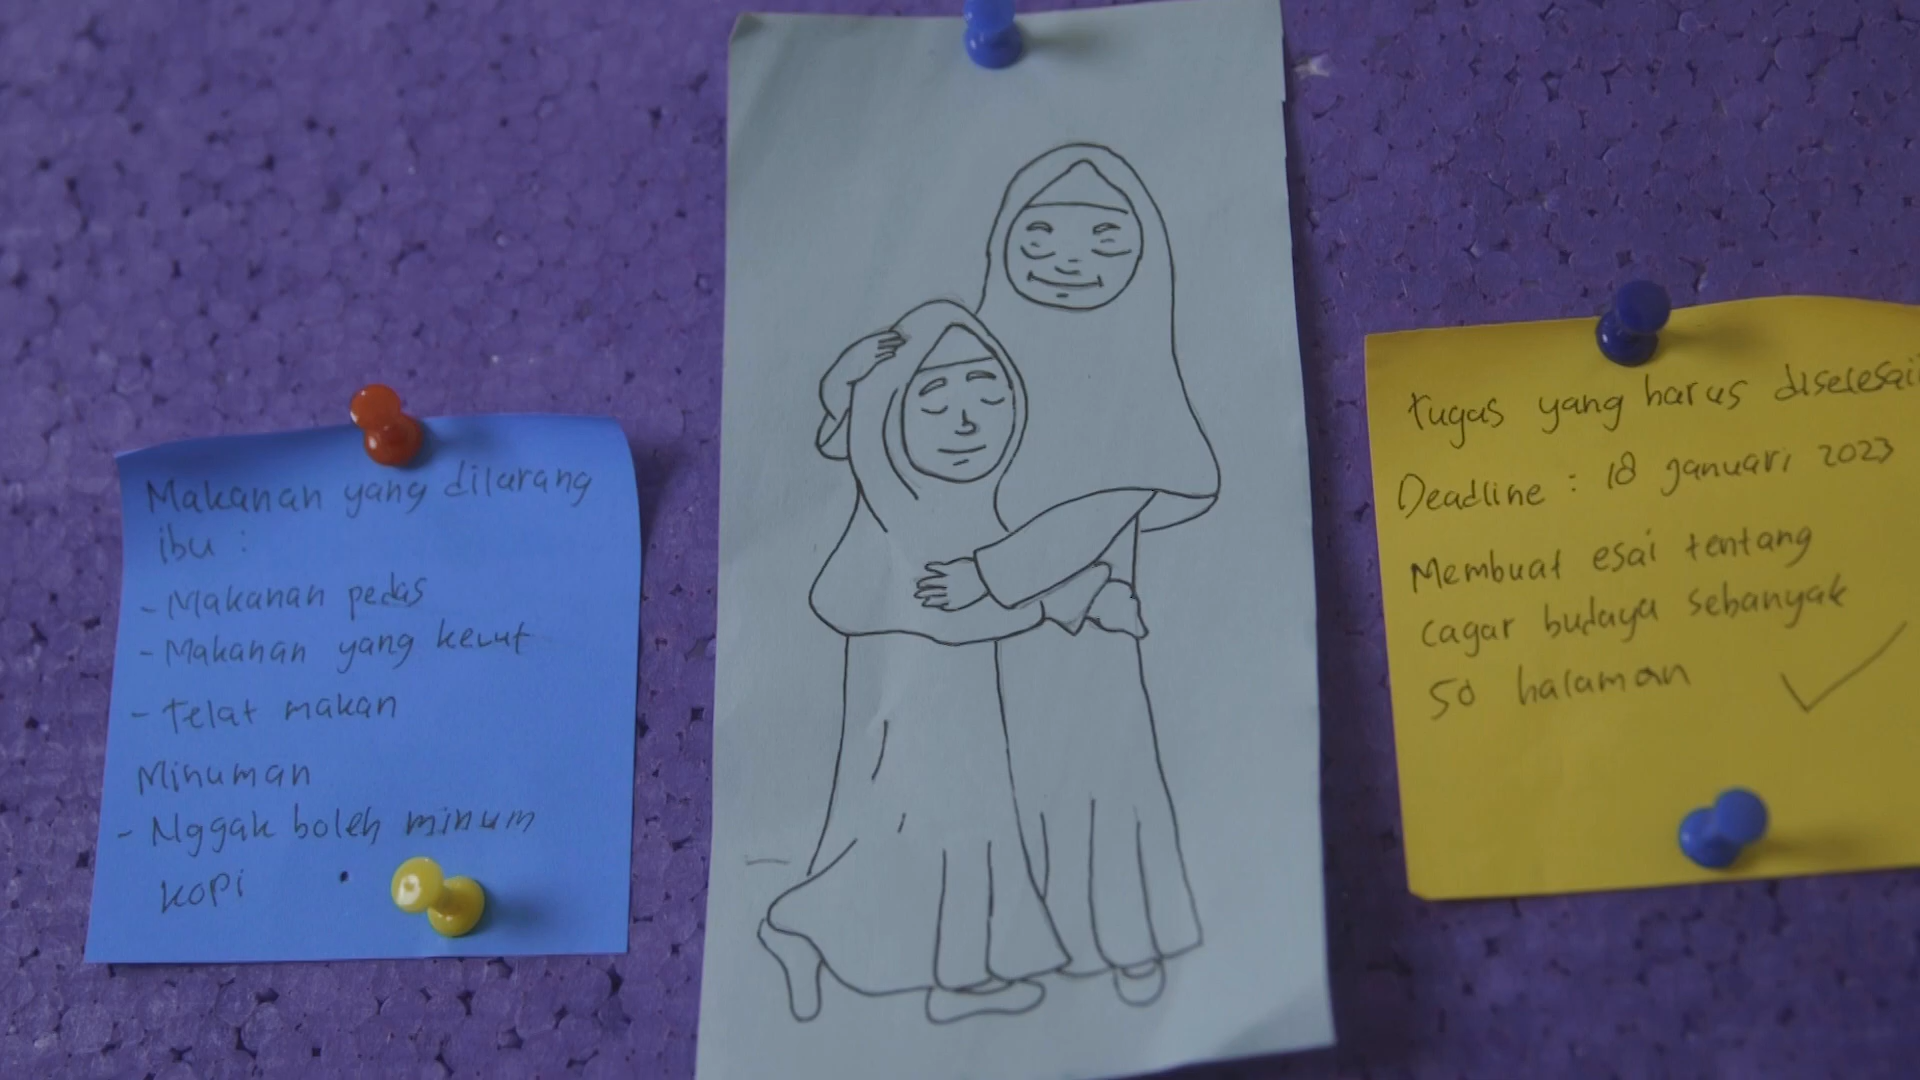 Makanan yang dilarang
ibu :
- Makanan pedas
- Makanan yang kecut
- Telat makan
Minuman
- Nggak boleh minum
kopi
tugas yang harus diselesai
Deadline : 18 januari 2023
Membuat esai tentang
cagar budaya sebanyak
50 halaman